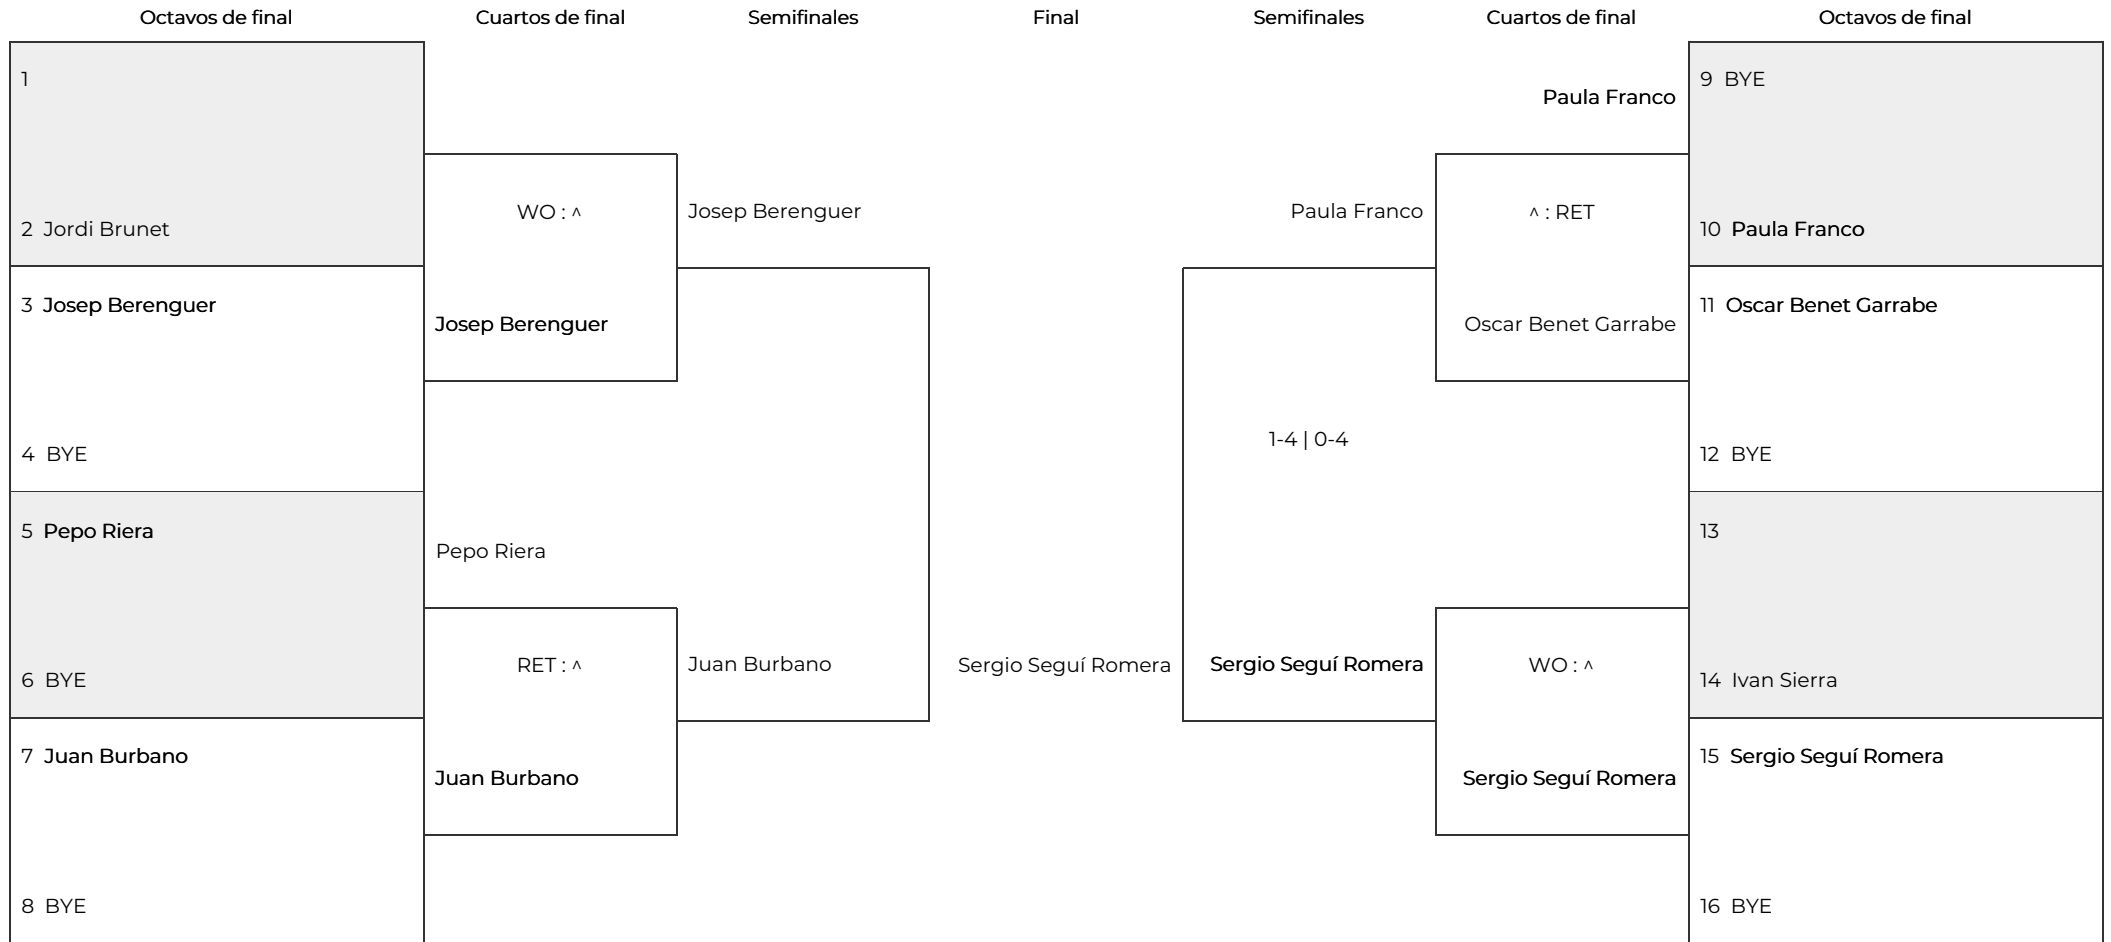 Octavos de final
Cuartos de final
Semifinales
Final
Semifinales
Cuartos de final
Octavos de final
1
2 Jordi Brunet
3 Josep Berenguer
4 BYE
5 Pepo Riera
6 BYE
7 Juan Burbano
8 BYE
WO : ^
Josep Berenguer
Pepo Riera
RET : ^
Juan Burbano
Josep Berenguer
Juan Burbano
Sergio Seguí Romera
Paula Franco
1-4 | 0-4
Sergio Seguí Romera
Paula Franco
^ : RET
Oscar Benet Garrabe
WO : ^
Sergio Seguí Romera
9 BYE
10 Paula Franco
11 Oscar Benet Garrabe
12 BYE
13
14 Ivan Sierra
15 Sergio Seguí Romera
16 BYE